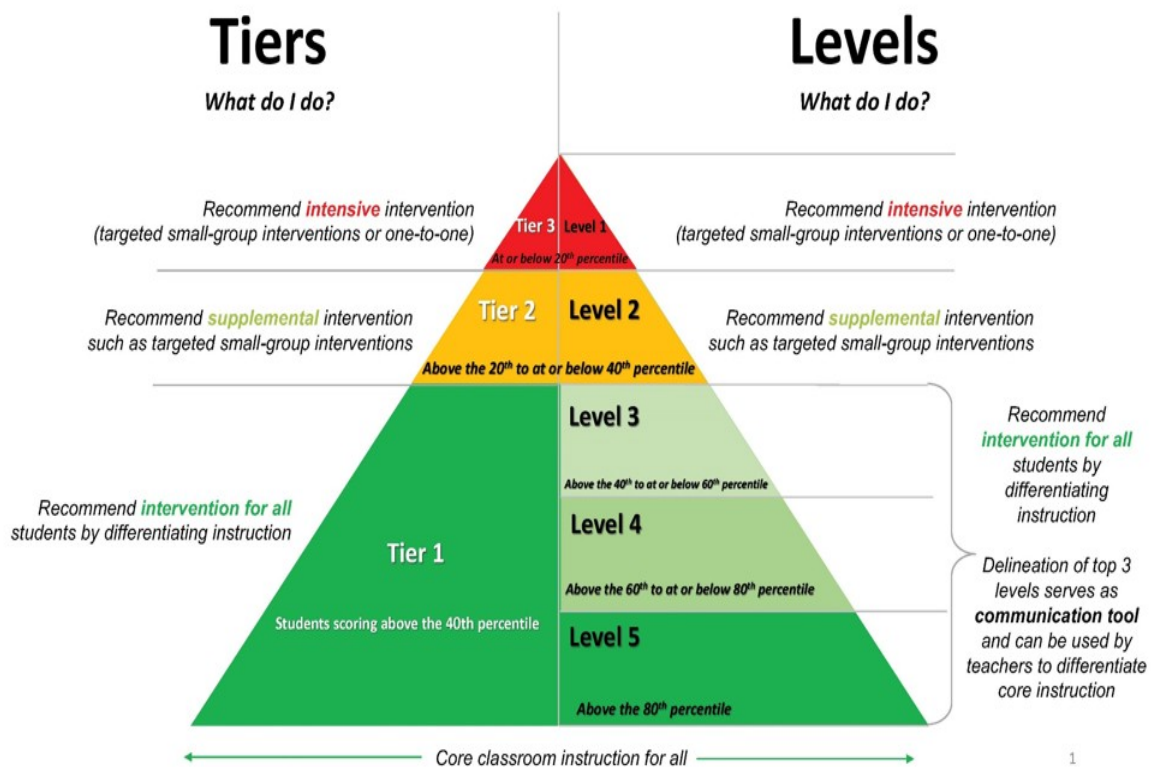 Tiers
What do I do?
Levels
What do I do?
Recommend intensive intervention
(targeted small-group interventions or one-to-one)
Tier 3
Level 1
At or below 20th percentile
Recommend intensive intervention
(targeted small-group interventions or one-to-one)
Recommend supplemental intervention
such as targeted small-group interventions
Tier 2
Level 2
Above the 20th to at or below 40th percentile
Recommend supplemental intervention
such as targeted small-group interventions
Recommend intervention for all
students by differentiating instruction
Tier 1
Students scoring above the 40th percentile
Level 3
Above the 40th to at or below 60th percentile
Level 4
Above the 60th to at or below 80th percentile
Level 5
Above the 80th percentile
Recommend
intervention for all
students by
differentiating
instruction
Delineation of top 3
levels serves as
communication tool
and can be used by
teachers to differentiate
core instruction
Core classroom instruction for all
1